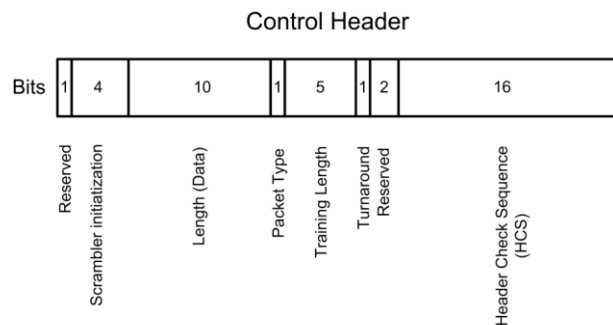 Control Header
Bits 1 4 10 1 5 1 2 16
Reserved
Scrambler initiatization
Length (Data)
Packet Type
Training Length
Turnaround
Reserved
Header Check Sequence
(HCS)